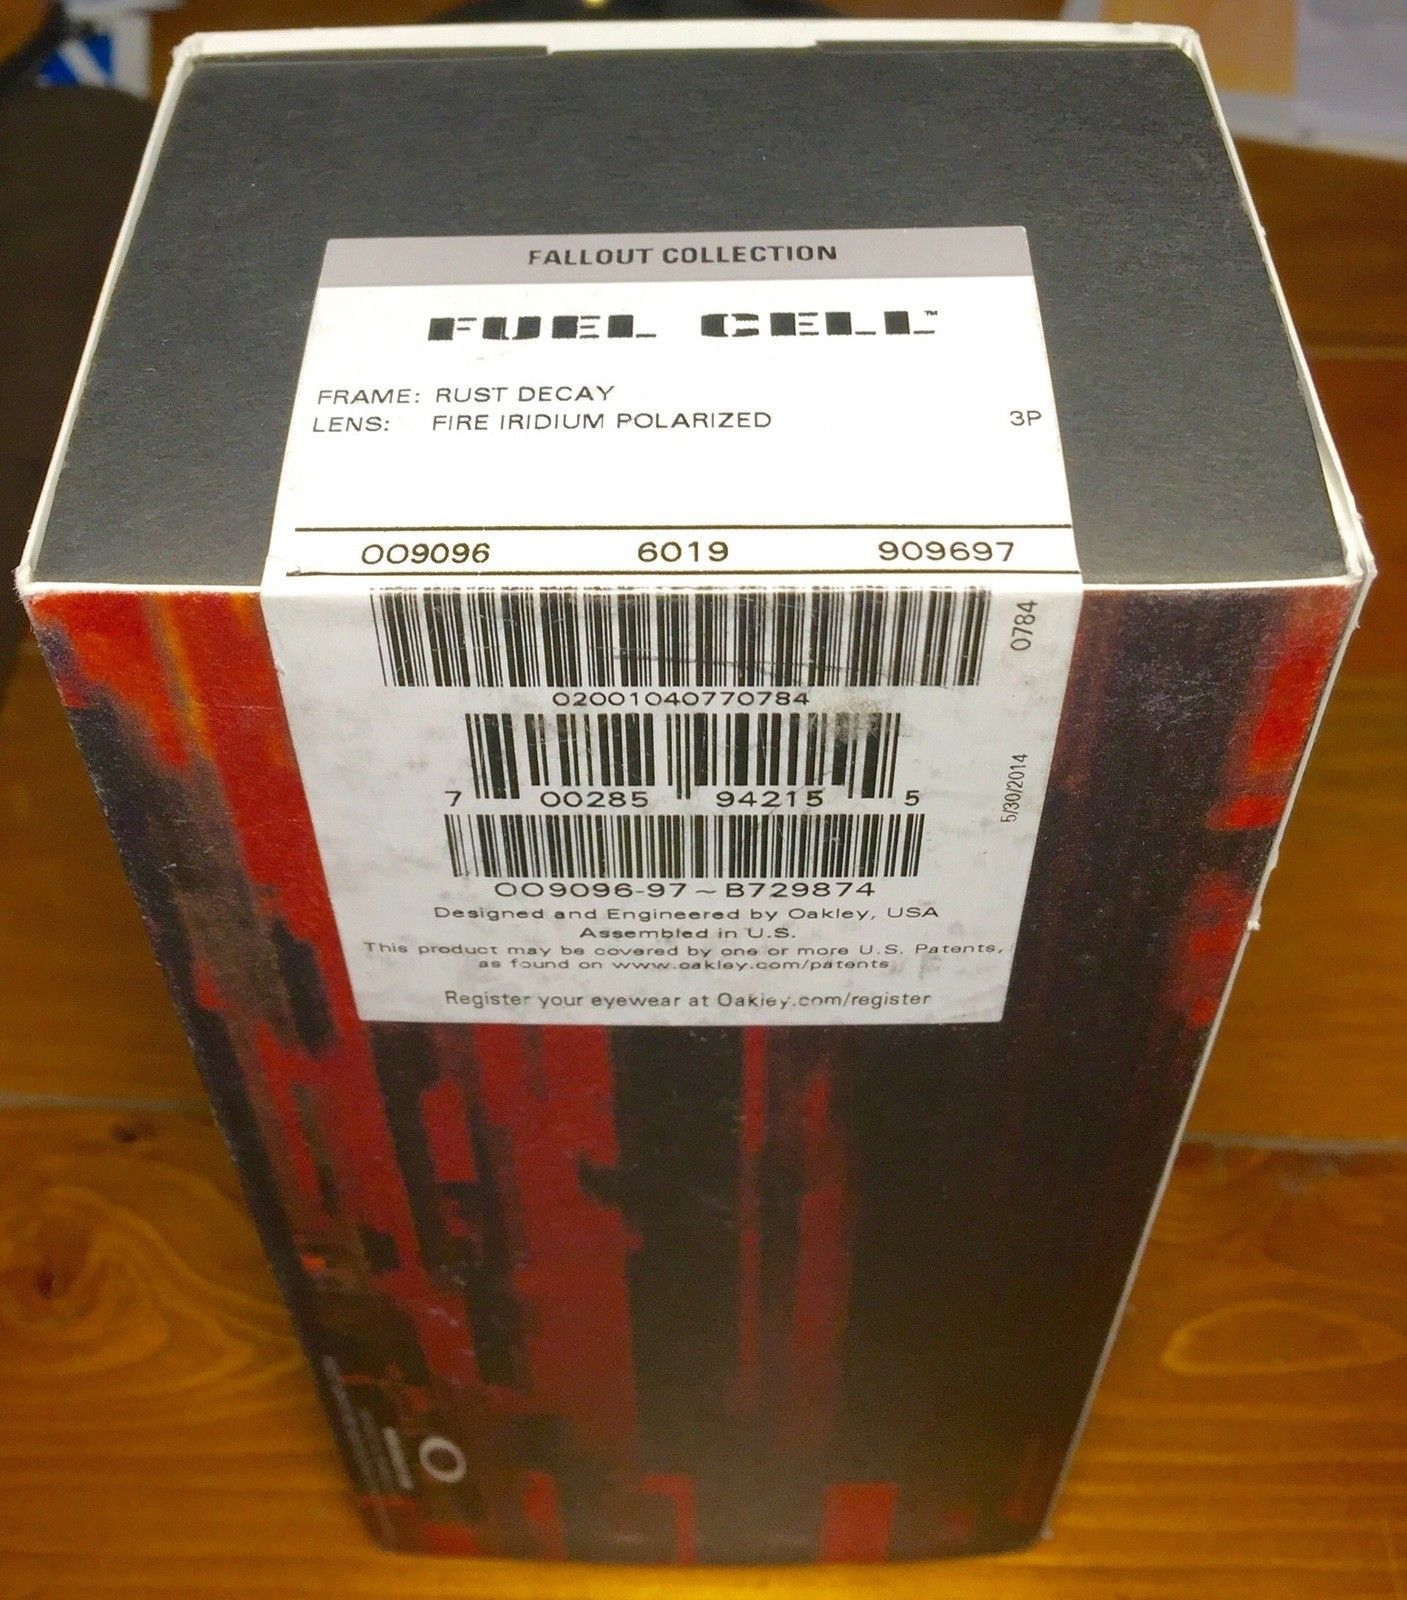 FALLOUT COLLECTION
FUEL CELL™
FRAME: RUST DECAY
LENS: FIRE IRIDIUM POLARIZED 3P
OO9096 6019 909697
0784
02001040770784
7 00285 94215 5
5/30/2014
OO9096-97~B729874
Designed and Engineered by Oakley, USA
Assembled in U.S.
This product may be covered by one or more U.S. Patents,
as found on www.oakley.com/patents
Register your eyewear at Oakley.com/register